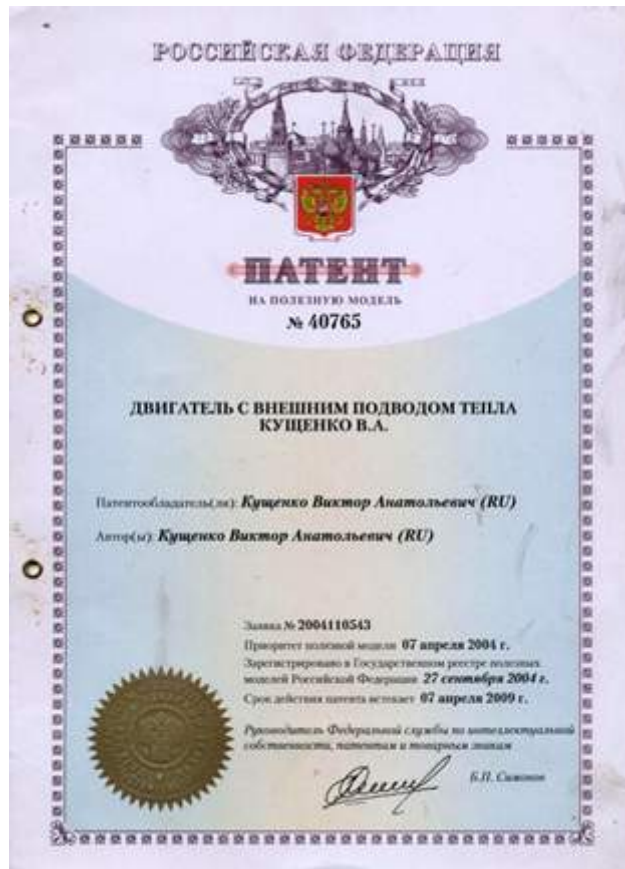 РОССИЙСКАЯ ФЕДЕРАЦИЯ
ПАТЕНТ
НА ПОЛЕЗНУЮ МОДЕЛЬ
№ 40765
ДВИГАТЕЛЬ С ВНЕШНИМ ПОДВОДОМ ТЕПЛА
КУЩЕНКО В.А.
Патентообладатель(ли): Кущенко Виктор Анатольевич (RU)
Автор(ы): Кущенко Виктор Анатольевич (RU)
Заявка № 2004110543
Приоритет полезной модели 07 апреля 2004 г.
Зарегистрировано в Государственном реестре полезных
моделей Российской Федерации 27 сентября 2004 г.
Срок действия патента истекает 07 апреля 2009 г.
Руководитель Федеральной службы по интеллектуальной
собственности, патентам и товарным знакам
Б.П. Симонов